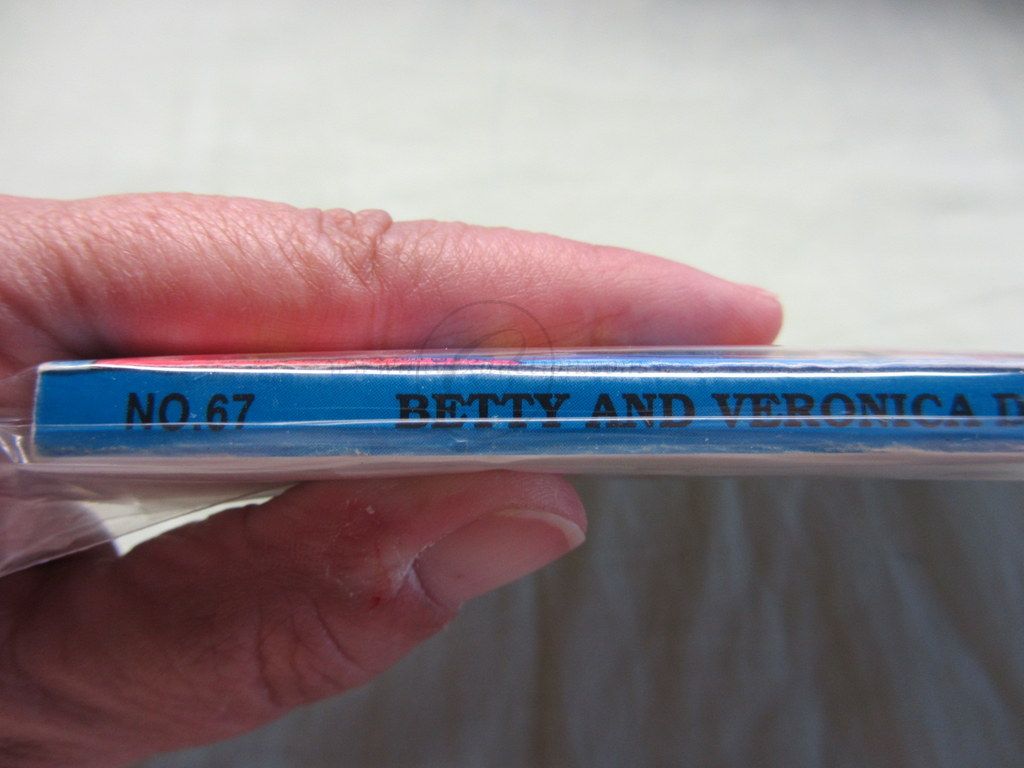 NO.67 BETTY AND VERONICA D